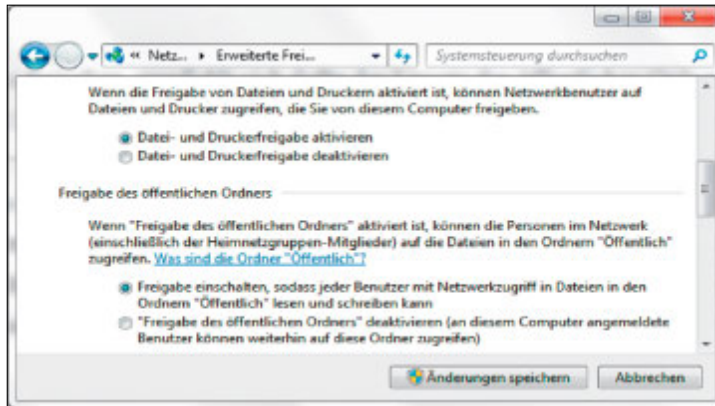 « Netz... ▸ Erweiterte Frei...
Systemsteuerung durchsuchen
Wenn die Freigabe von Dateien und Druckern aktiviert ist, können Netzwerkbenutzer auf
Dateien und Drucker zugreifen, die Sie von diesem Computer freigeben.
Datei- und Druckerfreigabe aktivieren
Datei- und Druckerfreigabe deaktivieren
Freigabe des öffentlichen Ordners
Wenn "Freigabe des öffentlichen Ordners" aktiviert ist, können die Personen im Netzwerk
(einschließlich der Heimnetzgruppen-Mitglieder) auf die Dateien in den Ordnern "Öffentlich"
zugreifen. Was sind die Ordner "Öffentlich"?
Freigabe einschalten, sodass jeder Benutzer mit Netzwerkzugriff in Dateien in den
Ordnern "Öffentlich" lesen und schreiben kann
"Freigabe des öffentlichen Ordners" deaktivieren (an diesem Computer angemeldete
Benutzer können weiterhin auf diese Ordner zugreifen)
Änderungen speichern
Abbrechen